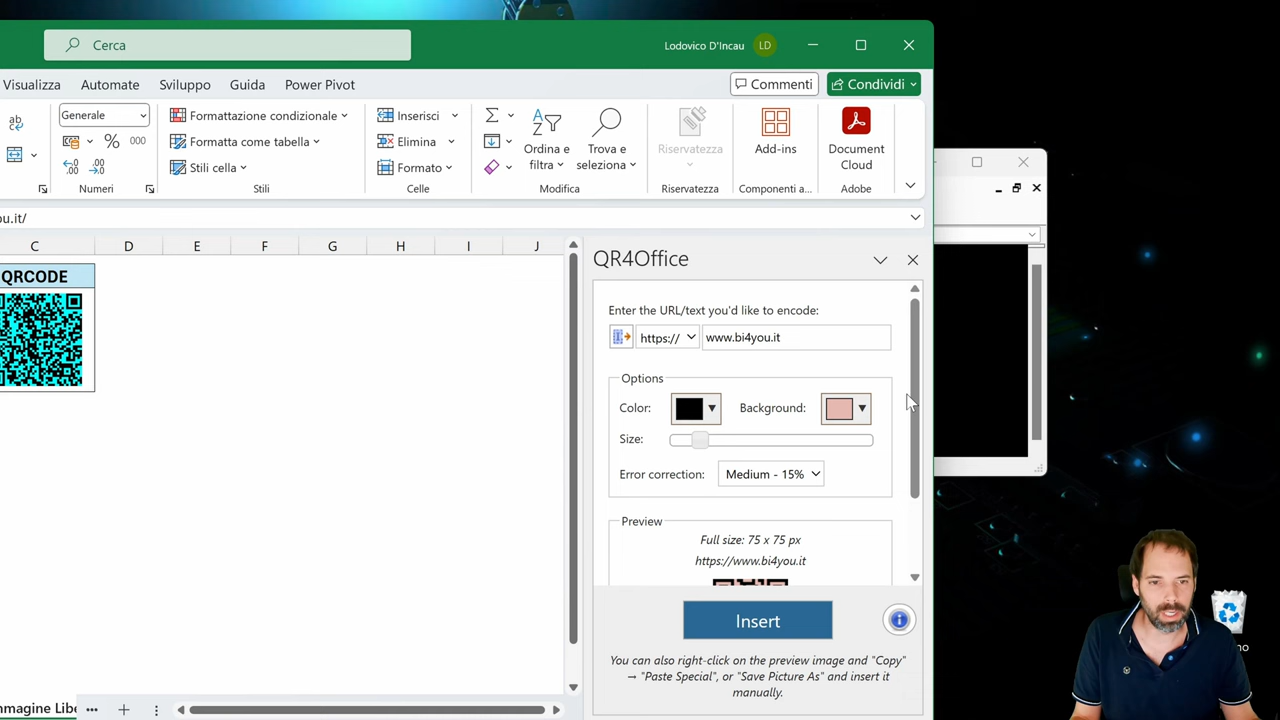 Cerca
Lodovico D'Incau LD
Visualizza Automate Sviluppo Guida Power Pivot
Commenti Condividi
ab
Generale
% 000
Numeri
Formattazione condizionale
Formatta come tabella
Stili cella
Stili
Inserisci
Elimina
Formato
Celle
Ordina e
filtra
Trova e
seleziona
Modifica
Riservatezza
Riservatezza
Add-ins
Componenti a...
Document
Cloud
Adobe
ou.it/
C D E F G H I J
QRCODE
QR4Office
Enter the URL/text you'd like to encode:
https:// www.bi4you.it
Options
Color: Background:
Size:
Error correction: Medium - 15%
Preview
Full size: 75 x 75 px
https://www.bi4you.it
Insert
You can also right-click on the preview image and "Copy"
→ "Paste Special", or "Save Picture As" and insert it
manually.
mmagine Libe